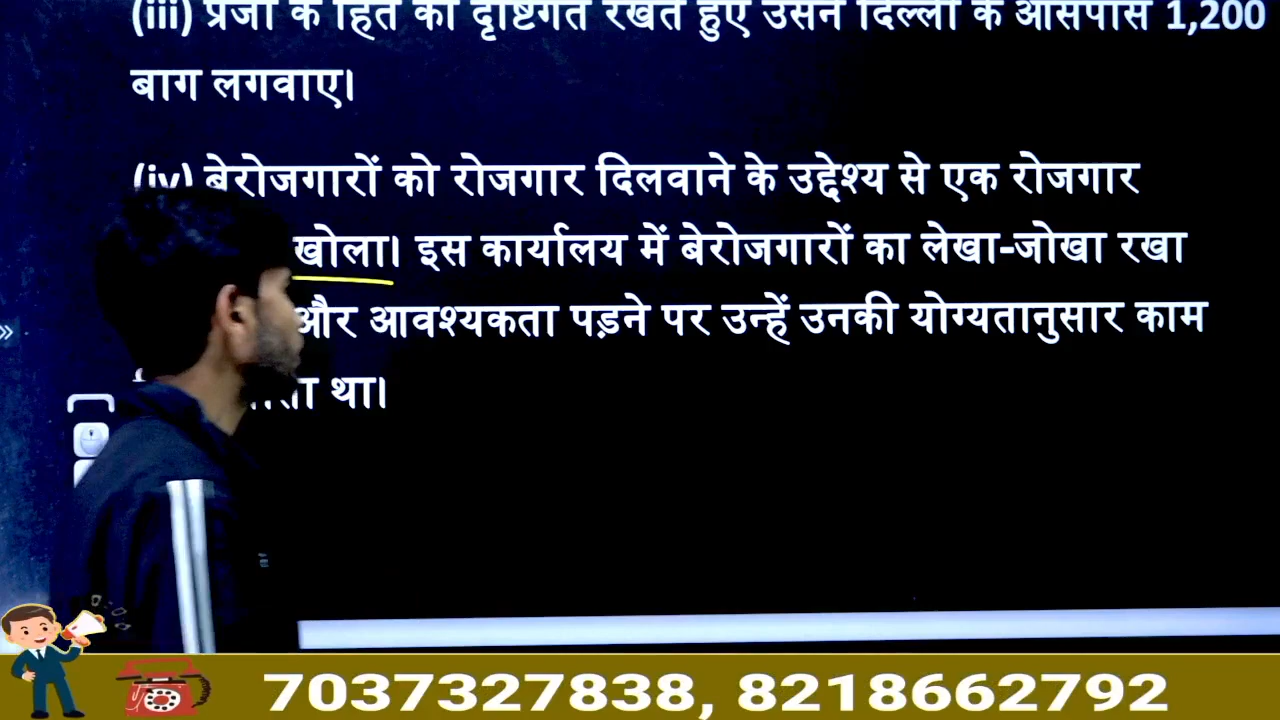 (iii) प्रजा के हित को दृष्टिगत रखते हुए उसने दिल्ली के आसपास 1,200
बाग लगवाए।
(iv) बेरोजगारों को रोजगार दिलवाने के उद्देश्य से एक रोजगार
खोला। इस कार्यालय में बेरोजगारों का लेखा-जोखा रखा
और आवश्यकता पड़ने पर उन्हें उनकी योग्यतानुसार काम
था।
7037327838, 8218662792